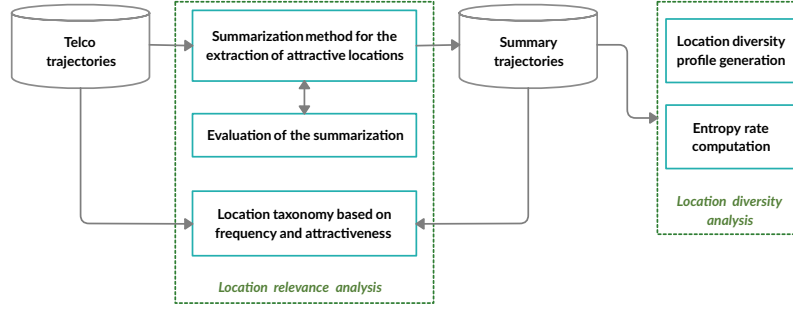 Telco
trajectories
Summarization method for the
extraction of attractive locations
Evaluation of the summarization
Location taxonomy based on
frequency and attractiveness
Location relevance analysis
Summary
trajectories
Location diversity
profile generation
Entropy rate
computation
Location diversity
analysis